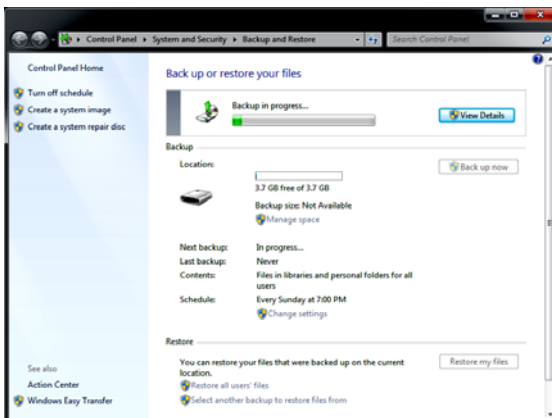 Control Panel ▸ System and Security ▸ Backup and Restore
Search Control Panel
Control Panel Home
Turn off schedule
Create a system image
Create a system repair disc
Back up or restore your files
Backup in progress...
View Details
Backup
Location:
Back up now
3.7 GB free of 3.7 GB
Backup size: Not Available
Manage space
Next backup: In progress...
Last backup: Never
Contents: Files in libraries and personal folders for all
users
Schedule: Every Sunday at 7:00 PM
Change settings
Restore
You can restore your files that were backed up on the current
location.
Restore my files
Restore all users' files
Select another backup to restore files from
See also
Action Center
Windows Easy Transfer